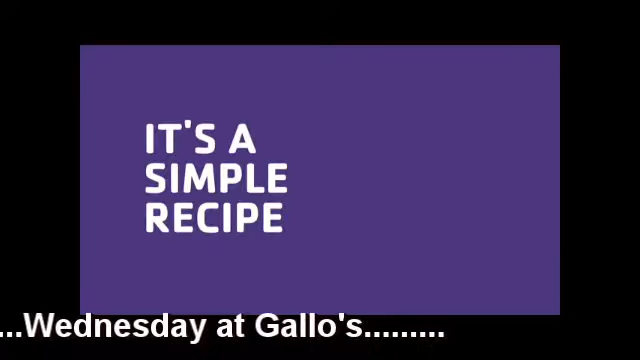 IT'S A
SIMPLE
RECIPE
...Wednesday at Gallo's.........